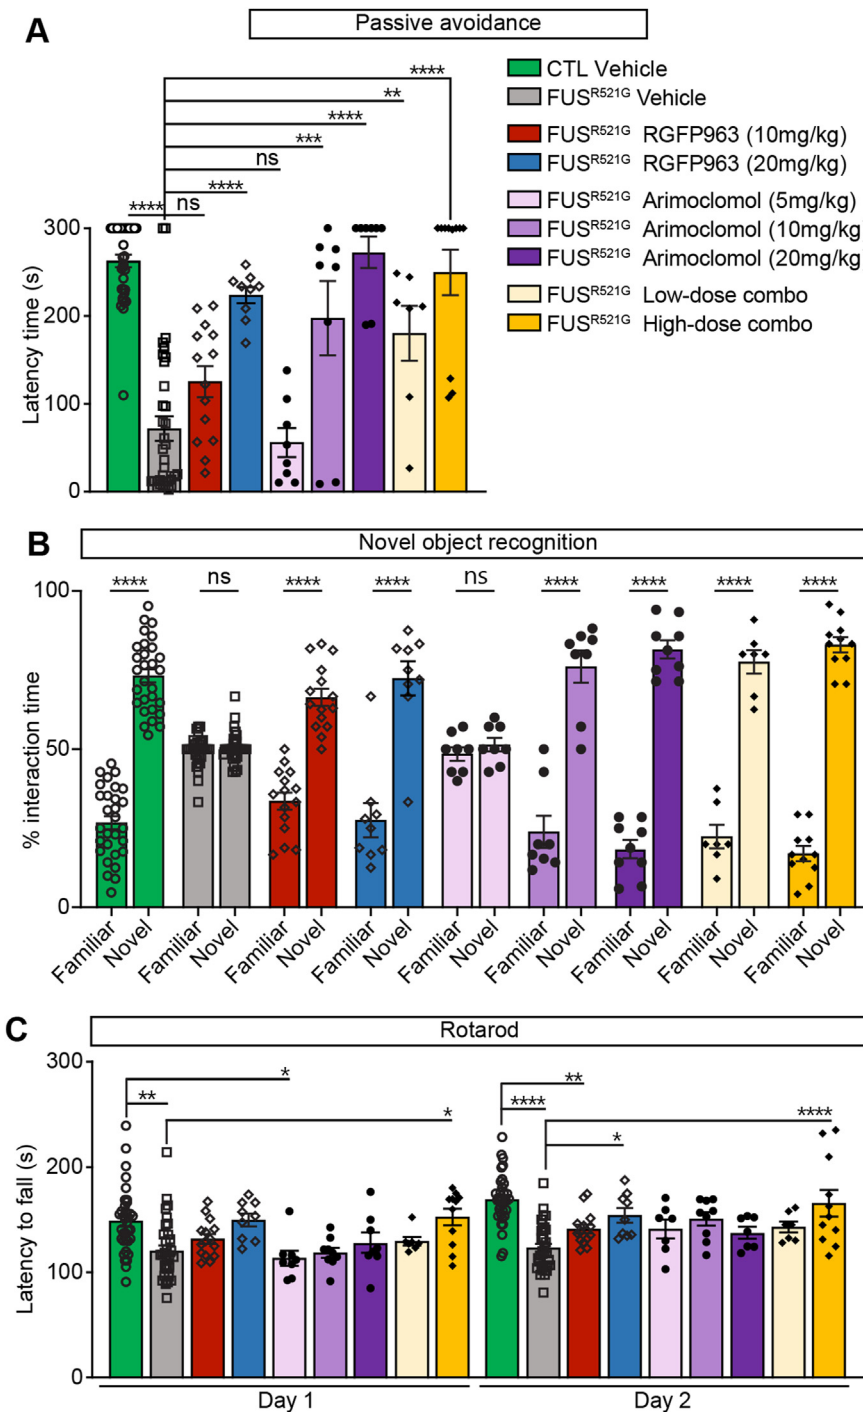 A
Passive avoidance
CTL Vehicle
FUSR521G Vehicle
FUSR521G RGFP963 (10mg/kg)
FUSR521G RGFP963 (20mg/kg)
FUSR521G Arimoclomol (5mg/kg)
FUSR521G Arimoclomol (10mg/kg)
FUSR521G Arimoclomol (20mg/kg
FUSR521G Low-dose combo
FUSR521G High-dose combo
****
**
****
***
ns
****
**** ns
Latency time (s)
300
200
100
0
B
Novel object recognition
**** ns **** **** ns **** **** **** ****
% interaction time
100
50
0
Familiar Novel Familiar Novel Familiar Novel Familiar Novel Familiar Novel Familiar Novel Familiar Novel Familiar Novel Familiar Novel
C
Rotarod
Latency to fall (s)
300
200
100
0
* **
** * **** ****
*
Day 1 Day 2